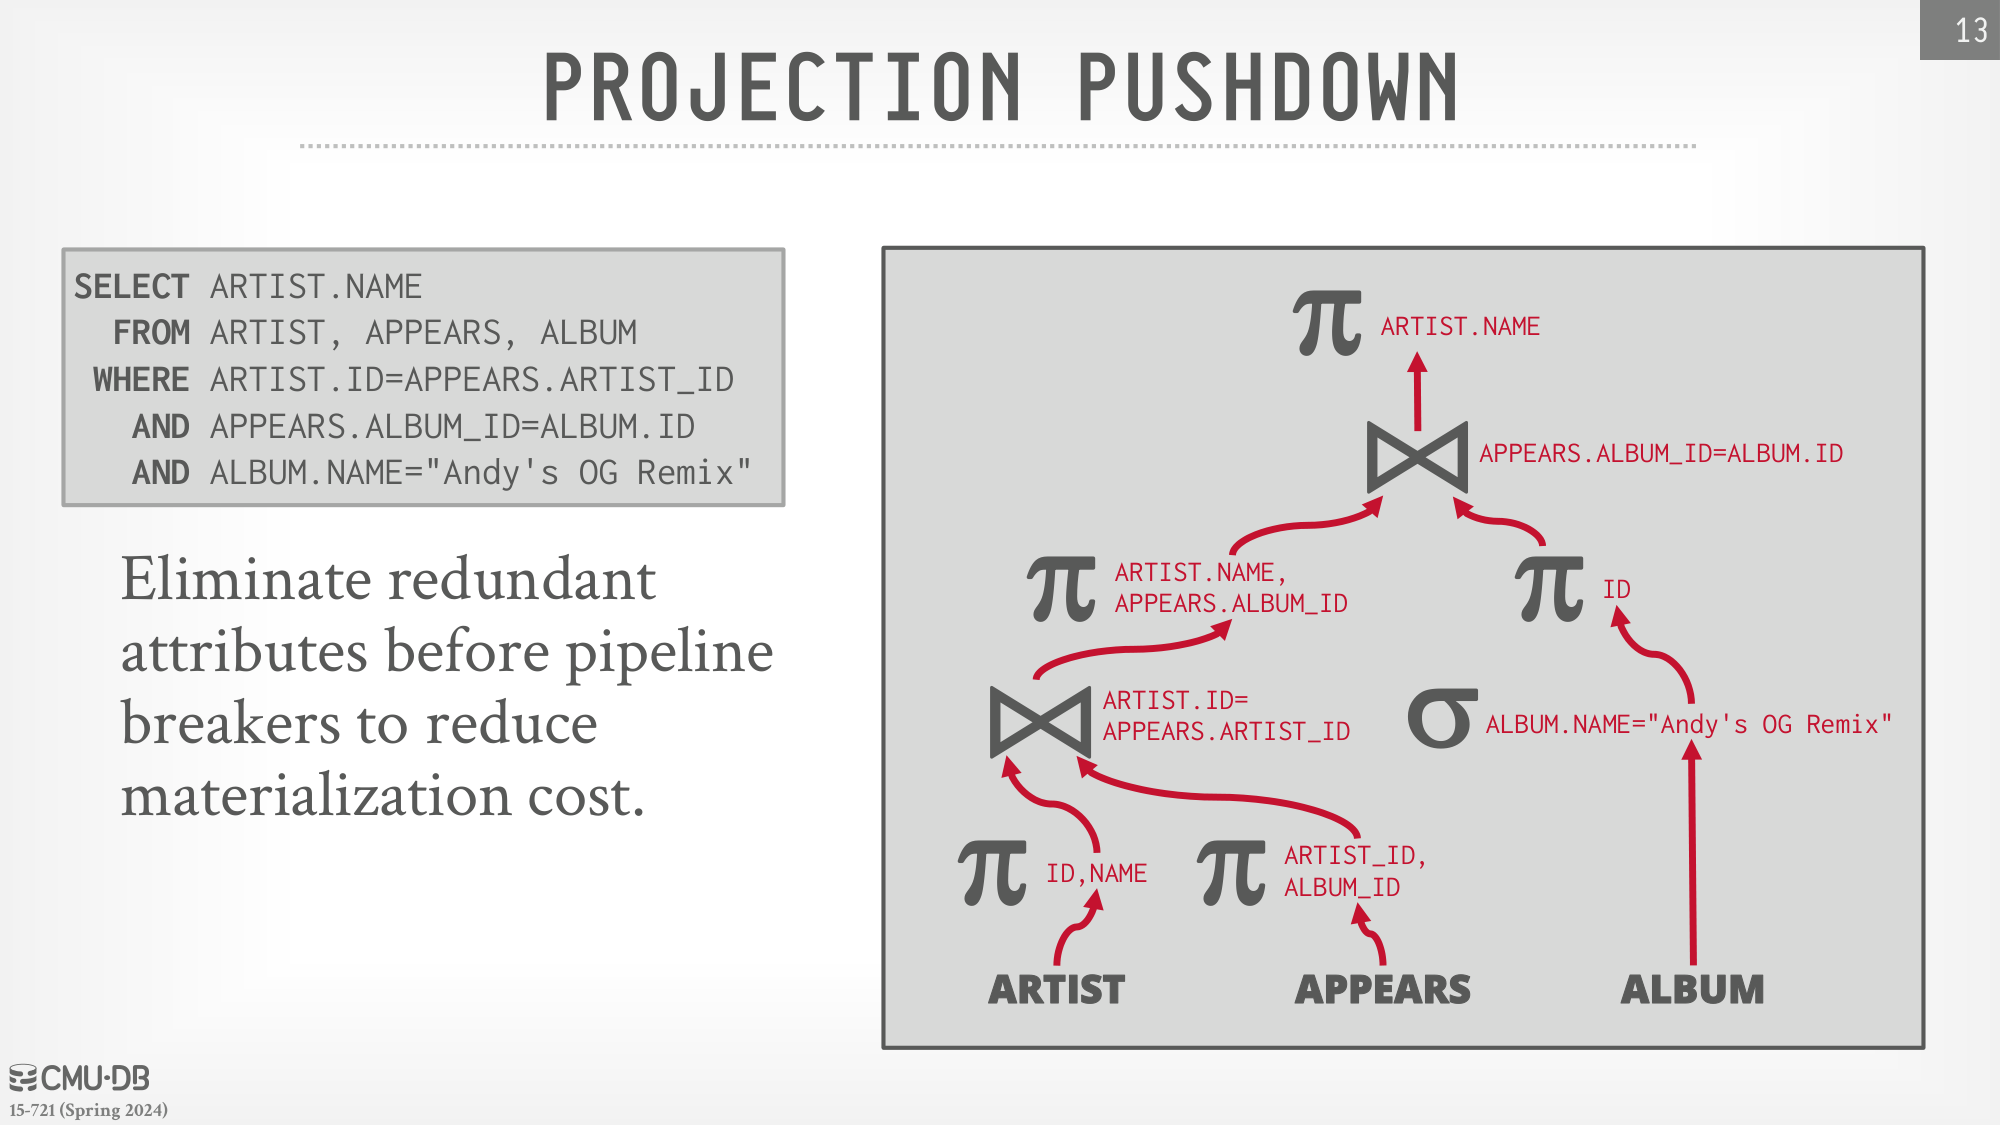 13
PROJECTION PUSHDOWN
SELECT ARTIST.NAME
FROM ARTIST, APPEARS, ALBUM
WHERE ARTIST.ID=APPEARS.ARTIST_ID
AND APPEARS.ALBUM_ID=ALBUM.ID
AND ALBUM.NAME="Andy's OG Remix"
Eliminate redundant
attributes before pipeline
breakers to reduce
materialization cost.
π ARTIST.NAME
⋈ APPEARS.ALBUM_ID=ALBUM.ID
π ARTIST.NAME,
APPEARS.ALBUM_ID
π ID
⋈ ARTIST.ID=
APPEARS.ARTIST_ID
σ ALBUM.NAME="Andy's OG Remix"
π ID,NAME
π ARTIST_ID,
ALBUM_ID
ARTIST
APPEARS
ALBUM
CMU·DB
15-721 (Spring 2024)